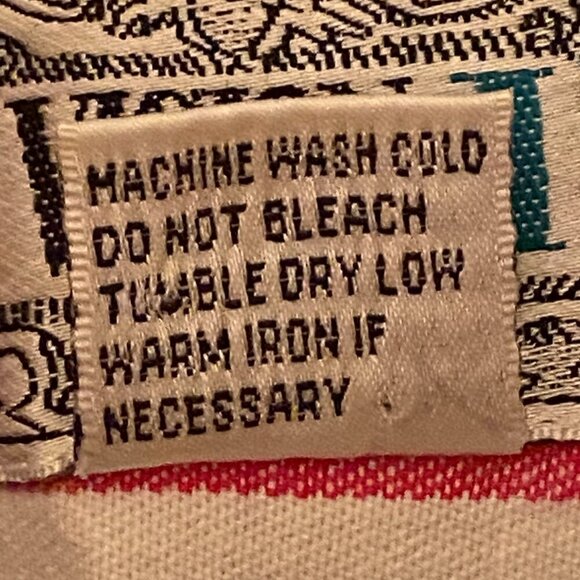 MACHINE WASH COLD
DO NOT BLEACH
TUMBLE DRY LOW
WARM IRON IF
NECESSARY